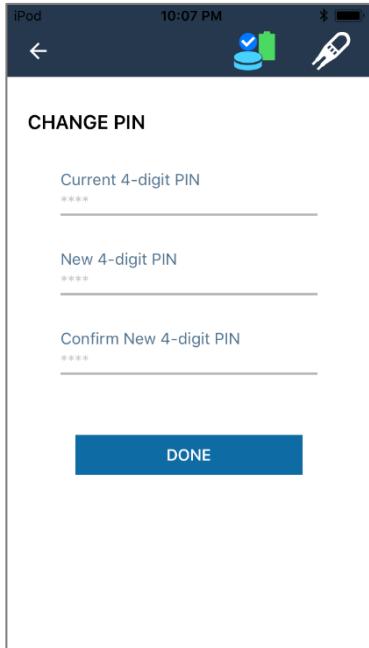 iPod 10:07 PM
CHANGE PIN
Current 4-digit PIN
****
New 4-digit PIN
****
Confirm New 4-digit PIN
****
DONE